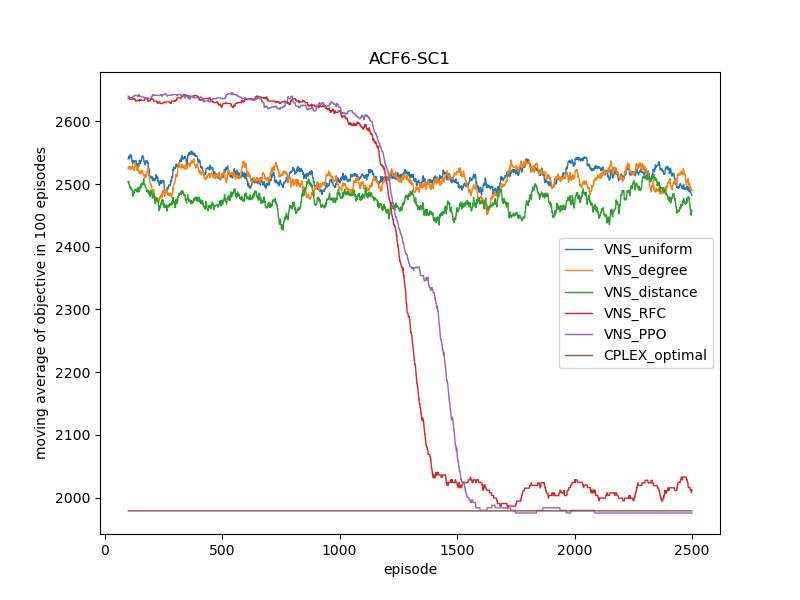 ACF6-SC1
moving average of objective in 100 episodes
2600
2500
2400
2300
2200
2100
2000
VNS_uniform
VNS_degree
VNS_distance
VNS_RFC
VNS_PPO
CPLEX_optimal
0 500 1000 1500 2000 2500
episode